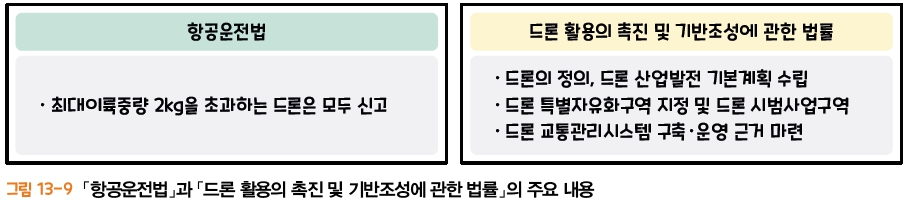 항공운전법
· 최대이륙중량 2kg을 초과하는 드론은 모두 신고
드론 활용의 촉진 및 기반조성에 관한 법률
· 드론의 정의, 드론 산업발전 기본계획 수립
· 드론 특별자유화구역 지정 및 드론 시범사업구역
· 드론 교통관리시스템 구축·운영 근거 마련
그림 13-9 「항공운전법」과 「드론 활용의 촉진 및 기반조성에 관한 법률」의 주요 내용